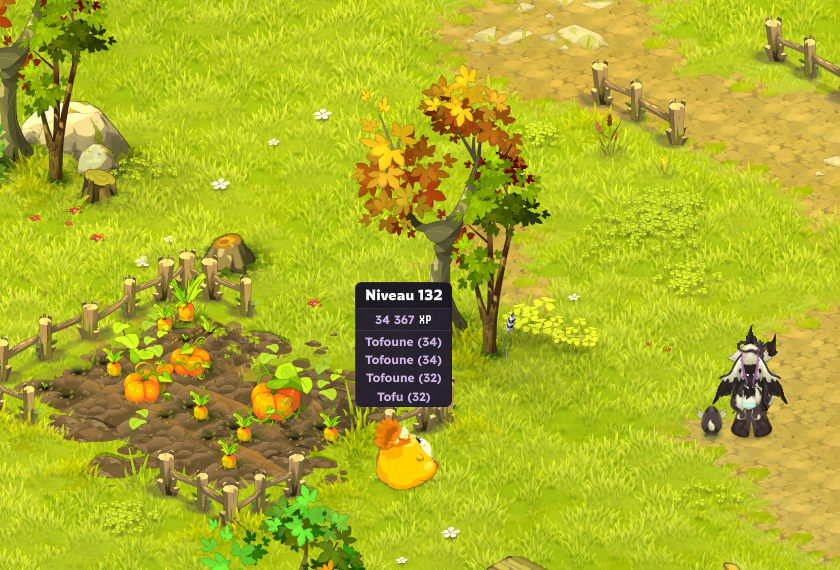 Niveau 132
34 367 XP
Tofoune (34)
Tofoune (34)
Tofoune (32)
Tofu (32)